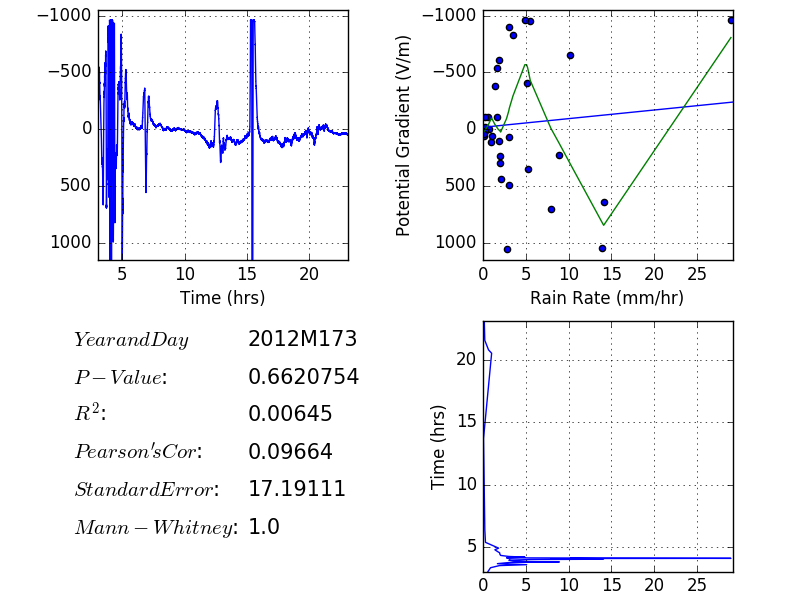 −1000
−500
0
500
1000
5 10 15 20
Time (hrs)
Potential Gradient (V/m)
−1000
−500
0
500
1000
0 5 10 15 20 25
Rain Rate (mm/hr)
YearandDay 2012M173
P−Value: 0.6620754
R²: 0.00645
Pearson'sCor: 0.09664
StandardError: 17.19111
Mann−Whitney: 1.0
Time (hrs)
20
15
10
5
0 5 10 15 20 25